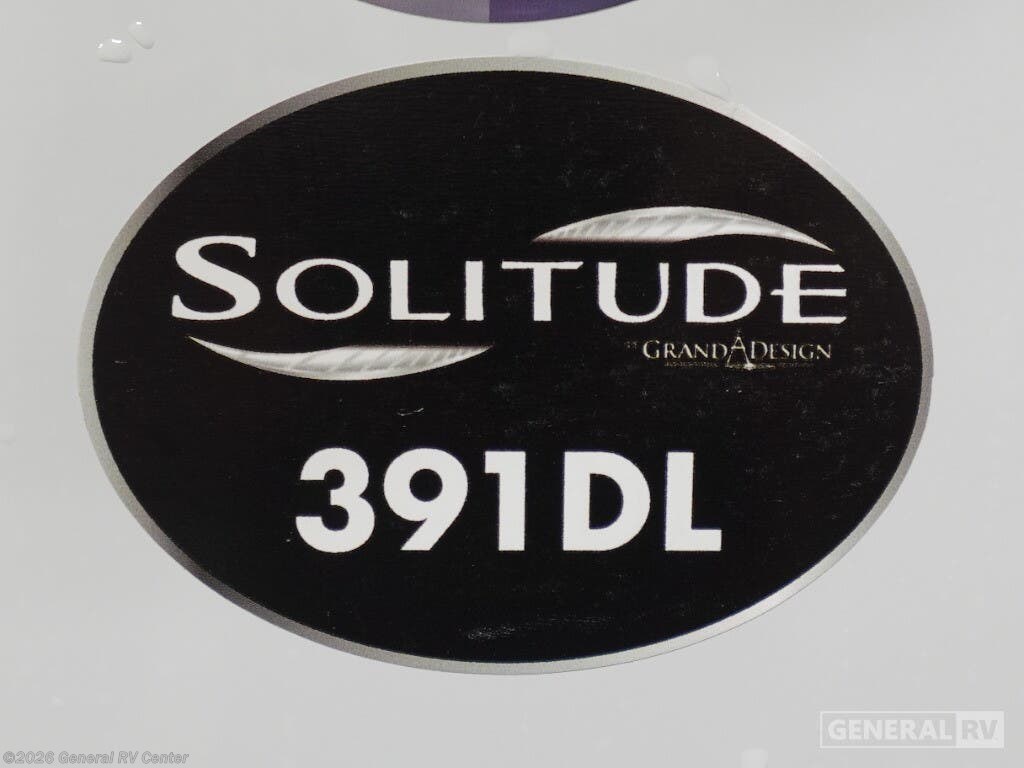 SOLITUDE
BY GRAND DESIGN
391DL
GENERAL RV
©2026 General RV Center